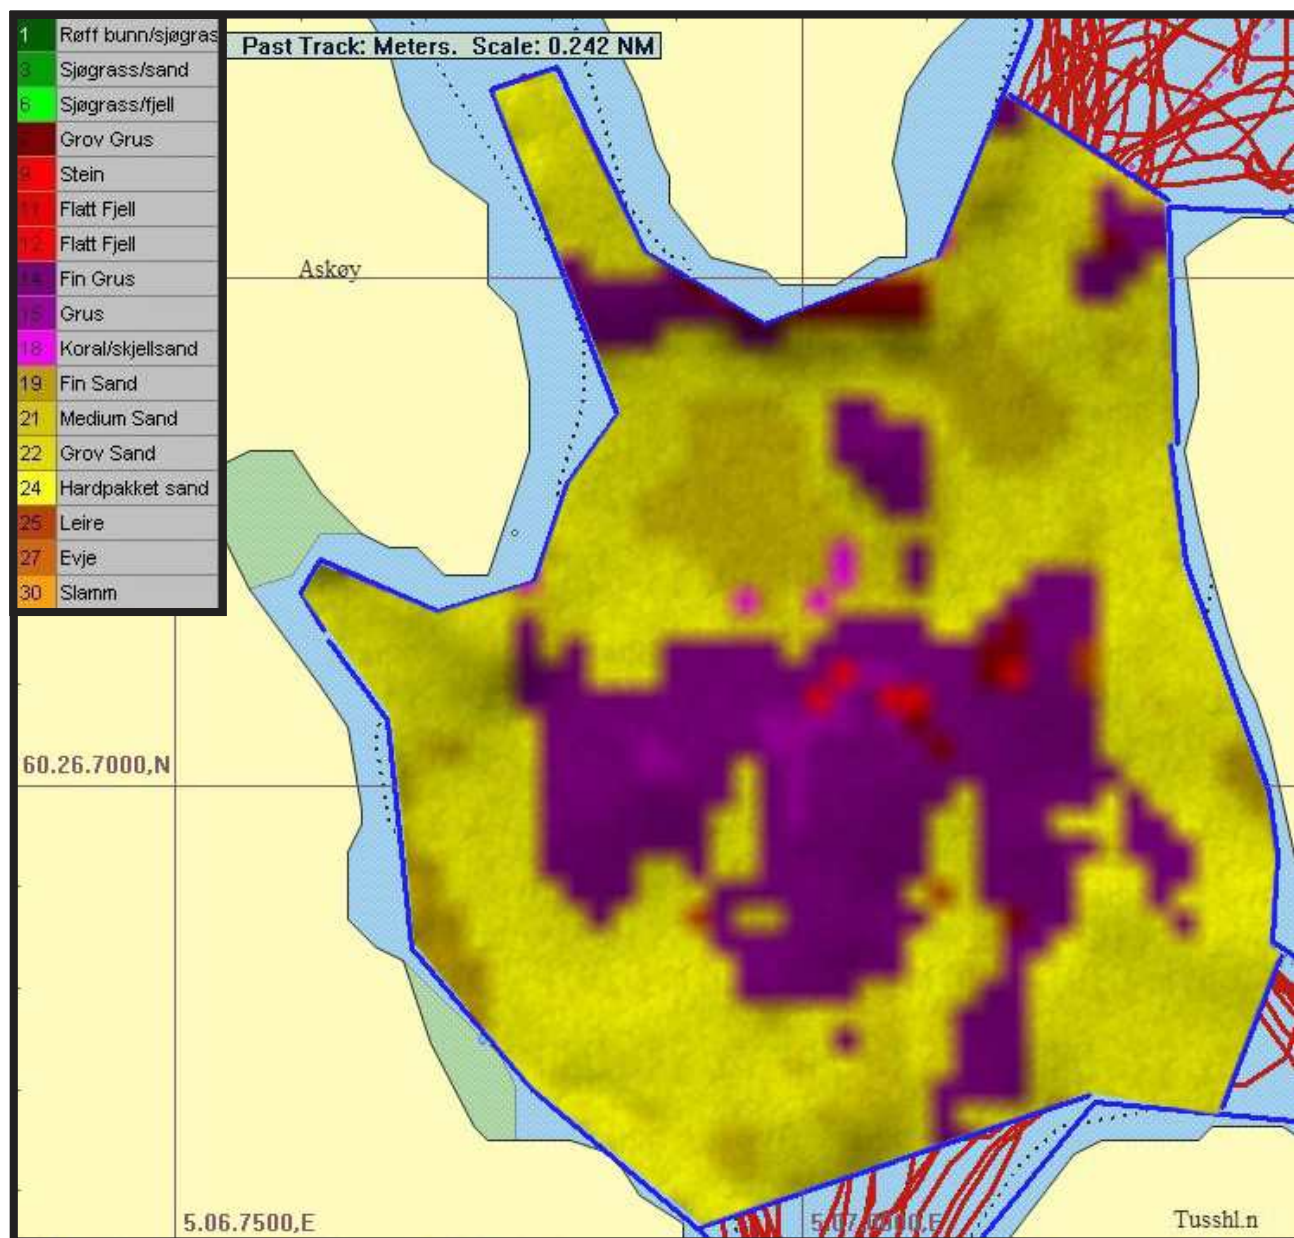 1 Røff bunn/sjøgras
3 Sjøgrass/sand
6 Sjøgrass/fjell
Grov Grus
9 Stein
11 Flatt Fjell
12 Flatt Fjell
14 Fin Grus
15 Grus
18 Koral/skjellsand
19 Fin Sand
21 Medium Sand
22 Grov Sand
24 Hardpakket sand
25 Leire
27 Evje
30 Slamm
Past Track: Meters. Scale: 0.242 NM
Askøy
60.26.7000,N
5.06.7500,E
Tusshl.n